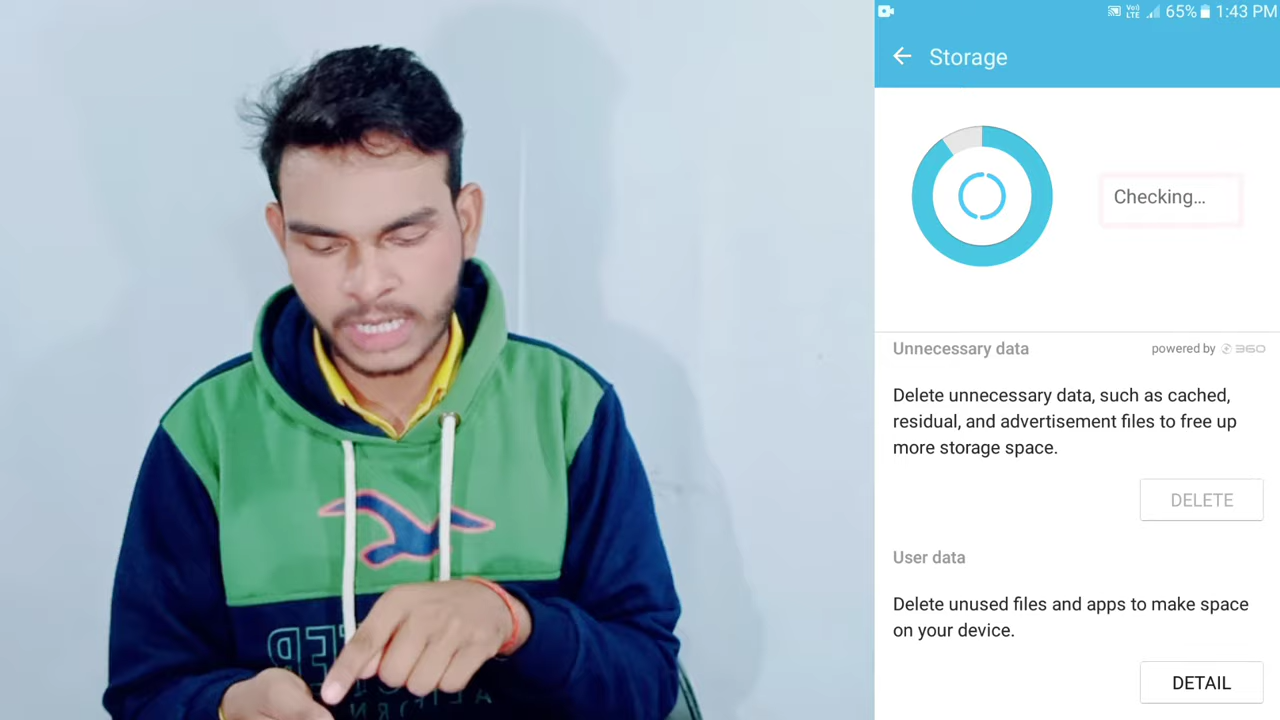 Vo)
LTE
65%
1:43 PM
Storage
Checking...
Unnecessary data
powered by 360
Delete unnecessary data, such as cached,
residual, and advertisement files to free up
more storage space.
DELETE
User data
Delete unused files and apps to make space
on your device.
DETAIL